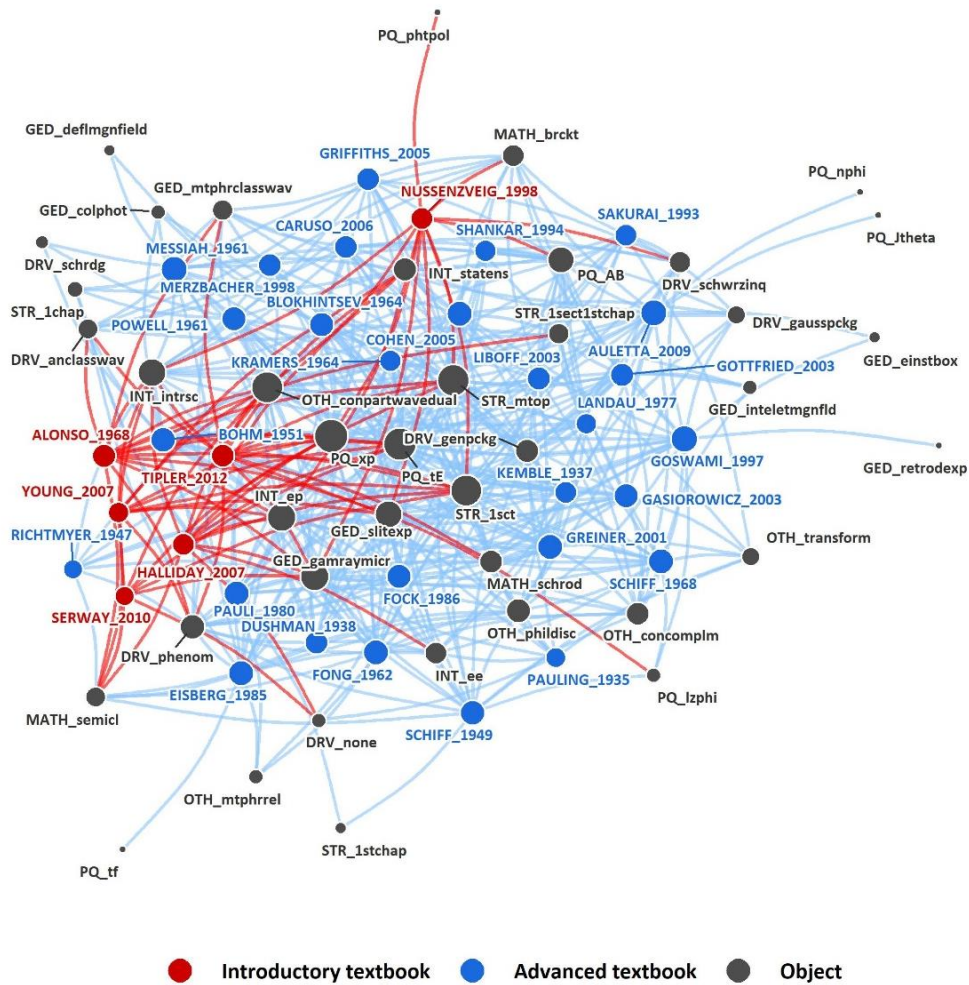 PQ_phtpol
GED_deflmgnfield
MATH_brckt
GRIFFITHS_2005
PQ_nphi
GED_mtphrclasswav
NUSSENZVEIG_1998
GED_colphot
CARUSO_2006
SHANKAR_1994
SAKURAI_1993
PQ_Jtheta
MESSIAH_1961
DRV_schrdg
INT_statens
PQ_AB
MERZBACHER_1998
DRV_schwrzinq
STR_1chap
BLOKHINTSEV_1964
STR_1sect1stchap
POWELL_1961
DRV_gausspckg
DRV_anclasswav
COHEN_2005
KRAMERS_1964
LIBOFF_2003
AULETTA_2009
GED_einstbox
GOTTFRIED_2003
INT_intrsc
OTH_conpartwavedual
STR_mtop
LANDAU_1977
GED_inteletmgnfld
ALONSO_1968
BOHM_1951
DRV_genpckg
PQ_xp
TIPLER_2012
PQ_tE
KEMBLE_1937
GOSWAMI_1997
GED_retrodexp
YOUNG_2007
INT_ep
GASIOROWICZ_2003
STR_1sct
RICHTMYER_1947
GED_slitexp
GREINER_2001
OTH_transform
GED_gamraymicr
HALLIDAY_2007
MATH_schrod
SCHIFF_1968
SERWAY_2010
PAULI_1980
FOCK_1986
DUSHMAN_1938
OTH_phildisc
OTH_concomplm
DRV_phenom
FONG_1962
INT_ee
PAULING_1935
EISBERG_1985
PQ_lzphi
MATH_semicl
SCHIFF_1949
DRV_none
OTH_mtphrrel
STR_1stchap
PQ_tf
Introductory textbook
Advanced textbook
Object